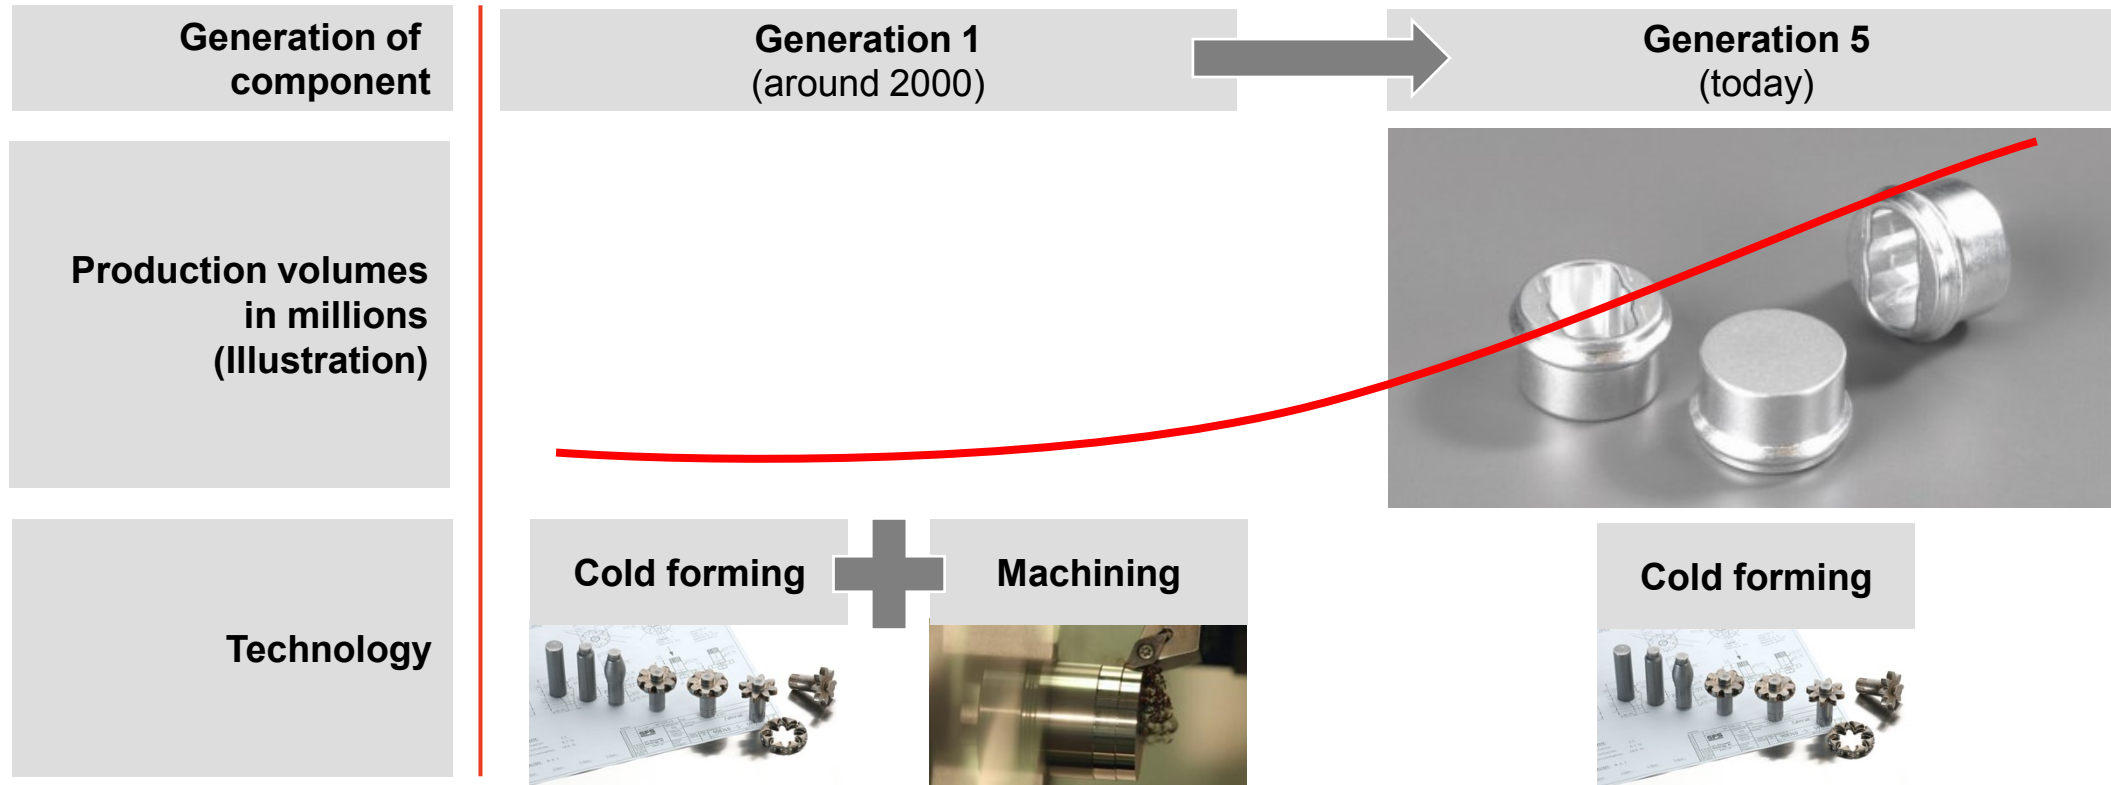 Generation of
component
Generation 1
(around 2000)
Generation 5
(today)
Production volumes
in millions
(Illustration)
Technology
Cold forming
Machining
Cold forming
SFS